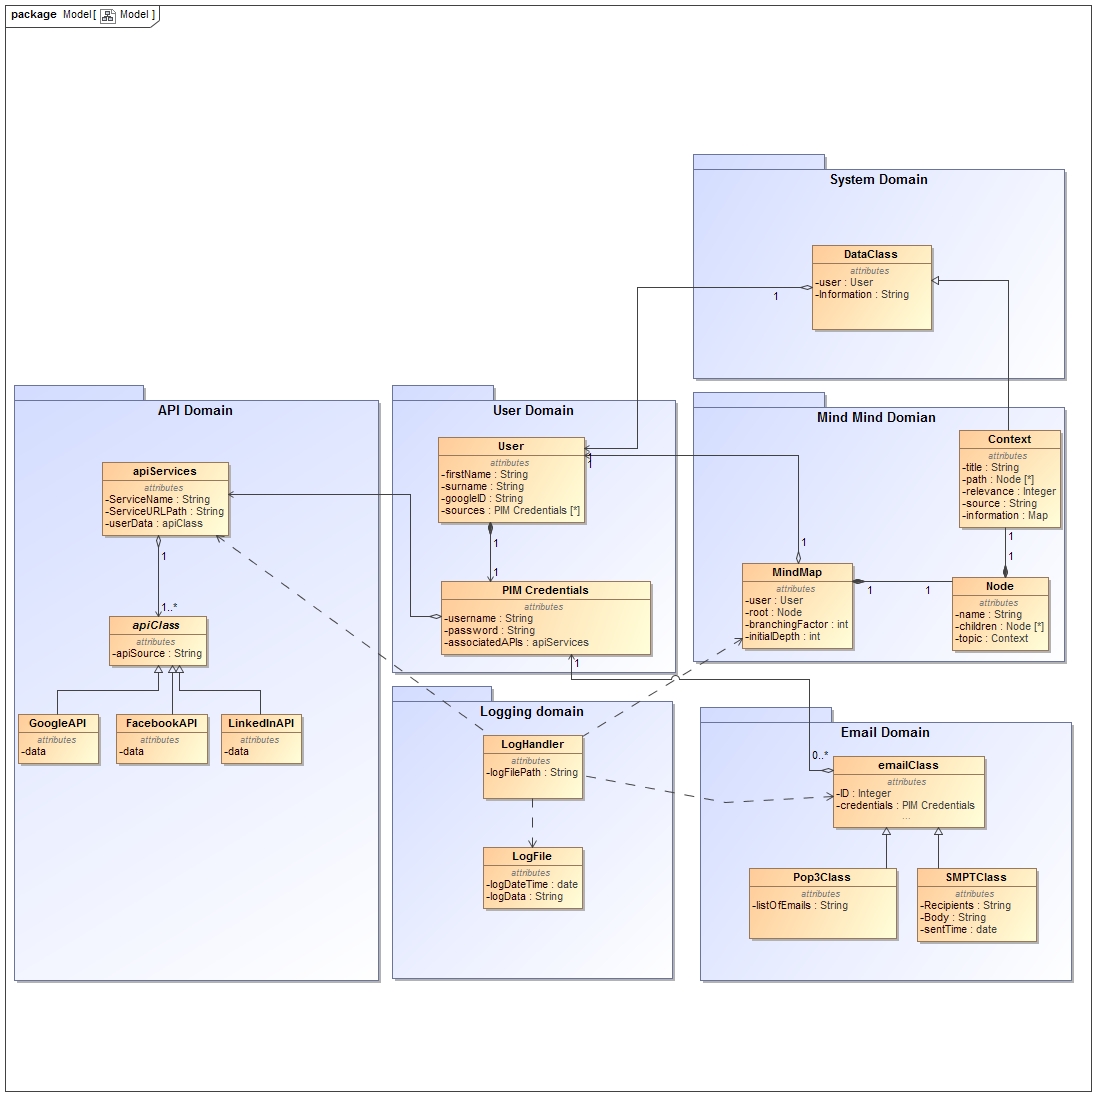 package Model[ Model ]
System Domain
DataClass
attributes
-user : User
-Information : String
1
API Domain
apiServices
attributes
-ServiceName : String
-ServiceURLPath : String
-userData : apiClass
1
1..*
apiClass
attributes
-apiSource : String
GoogleAPI
attributes
-data
FacebookAPI
attributes
-data
LinkedInAPI
attributes
-data
User Domain
User
attributes
-firstName : String
-surname : String
-googleID : String
-sources : PIM Credentials [*]
1
1
1
PIM Credentials
attributes
-username : String
-password : String
-associatedAPIs : apiServices
1
Mind Mind Domian
Context
attributes
-title : String
-path : Node [*]
-relevance : Integer
-source : String
-information : Map
1
1
1
MindMap
attributes
-user : User
-root : Node
-branchingFactor : int
-initialDepth : int
1
1
Node
attributes
-name : String
-children : Node [*]
-topic : Context
Logging domain
LogHandler
attributes
-logFilePath : String
LogFile
attributes
-logDateTime : date
-logData : String
Email Domain
0..*
emailClass
attributes
-ID : Integer
-credentials : PIM Credentials
...
Pop3Class
attributes
-listOfEmails : String
SMPTClass
attributes
-Recipients : String
-Body : String
-sentTime : date